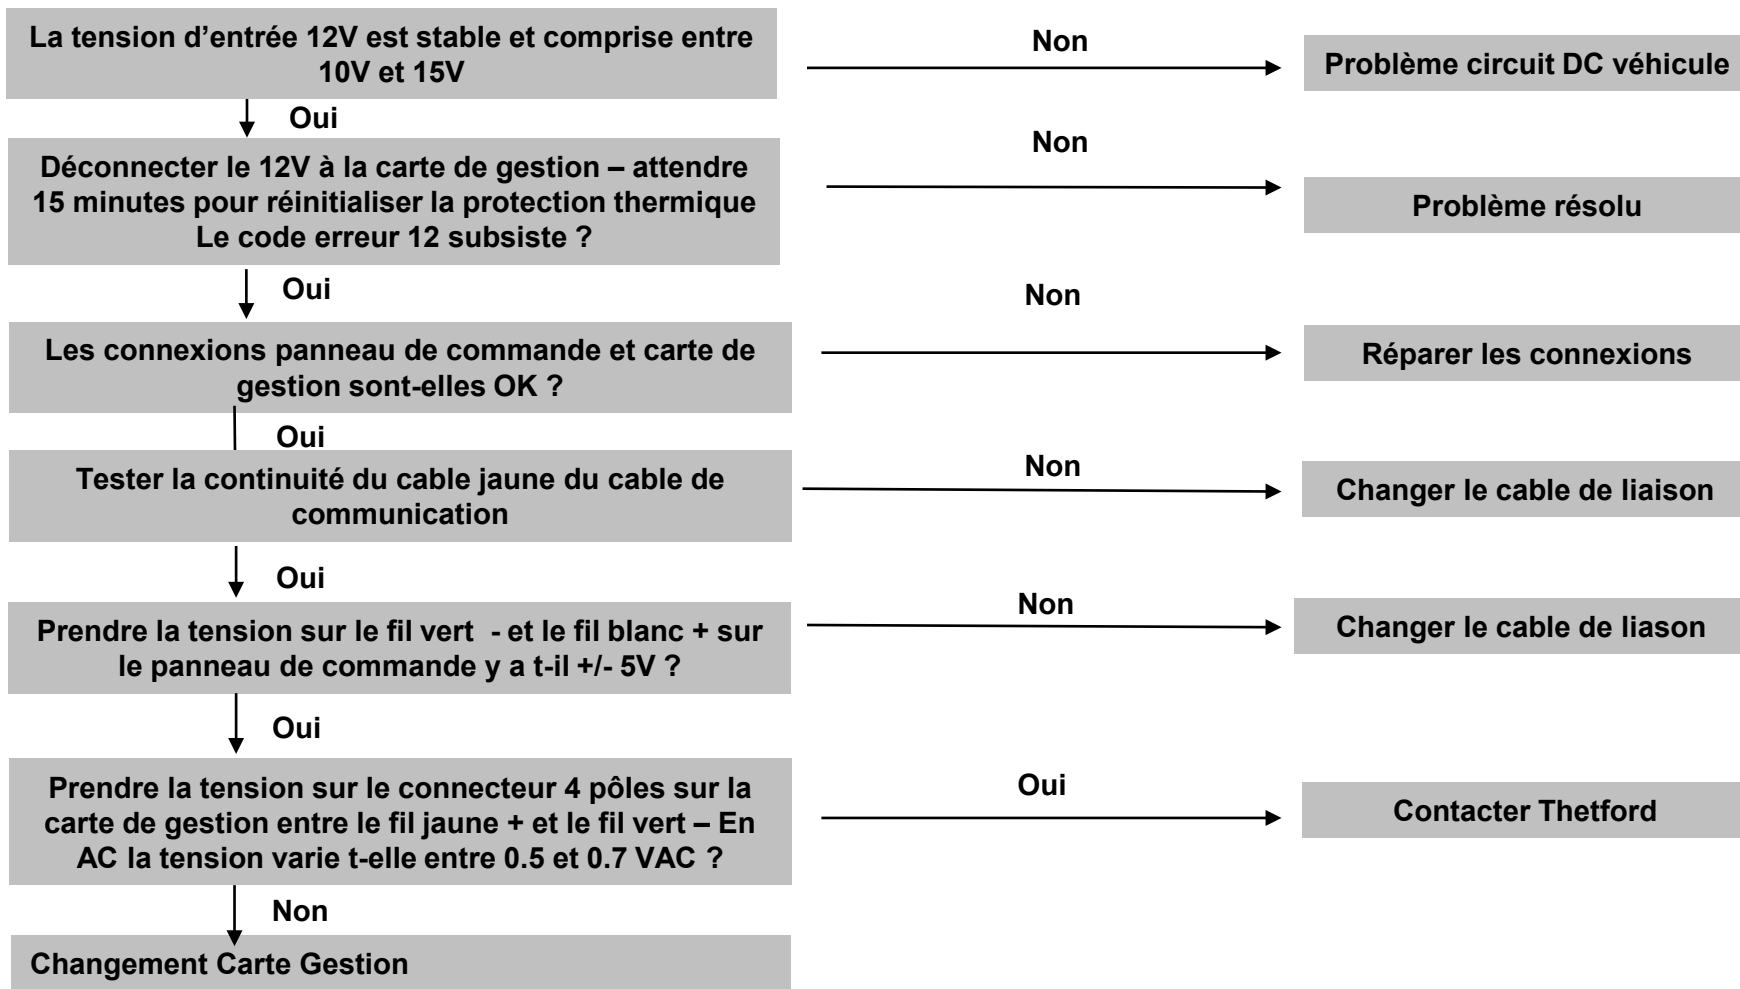 La tension d’entrée 12V est stable et comprise entre
10V et 15V
Non
Problème circuit DC véhicule
Oui
Déconnecter le 12V à la carte de gestion – attendre
15 minutes pour réinitialiser la protection thermique
Le code erreur 12 subsiste ?
Non
Problème résolu
Oui
Les connexions panneau de commande et carte de
gestion sont-elles OK ?
Non
Réparer les connexions
Oui
Tester la continuité du cable jaune du cable de
communication
Non
Changer le cable de liaison
Oui
Prendre la tension sur le fil vert  - et le fil blanc + sur
le panneau de commande y a t-il +/- 5V ?
Non
Changer le cable de liason
Oui
Prendre la tension sur le connecteur 4 pôles sur la
carte de gestion entre le fil jaune + et le fil vert – En
AC la tension varie t-elle entre 0.5 et 0.7 VAC ?
Oui
Contacter Thetford
Non
Changement Carte Gestion